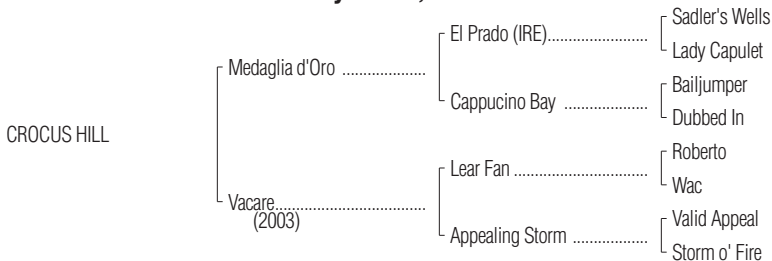 Sadler's Wells
El Prado (IRE)......................
Lady Capulet
Medaglia d'Oro ....................
Bailjumper
Cappucino Bay ..................
Dubbed In
CROCUS HILL
Roberto
Lear Fan ..............................
Wac
Vacare....................................
(2003)
Valid Appeal
Appealing Storm ................
Storm o' Fire